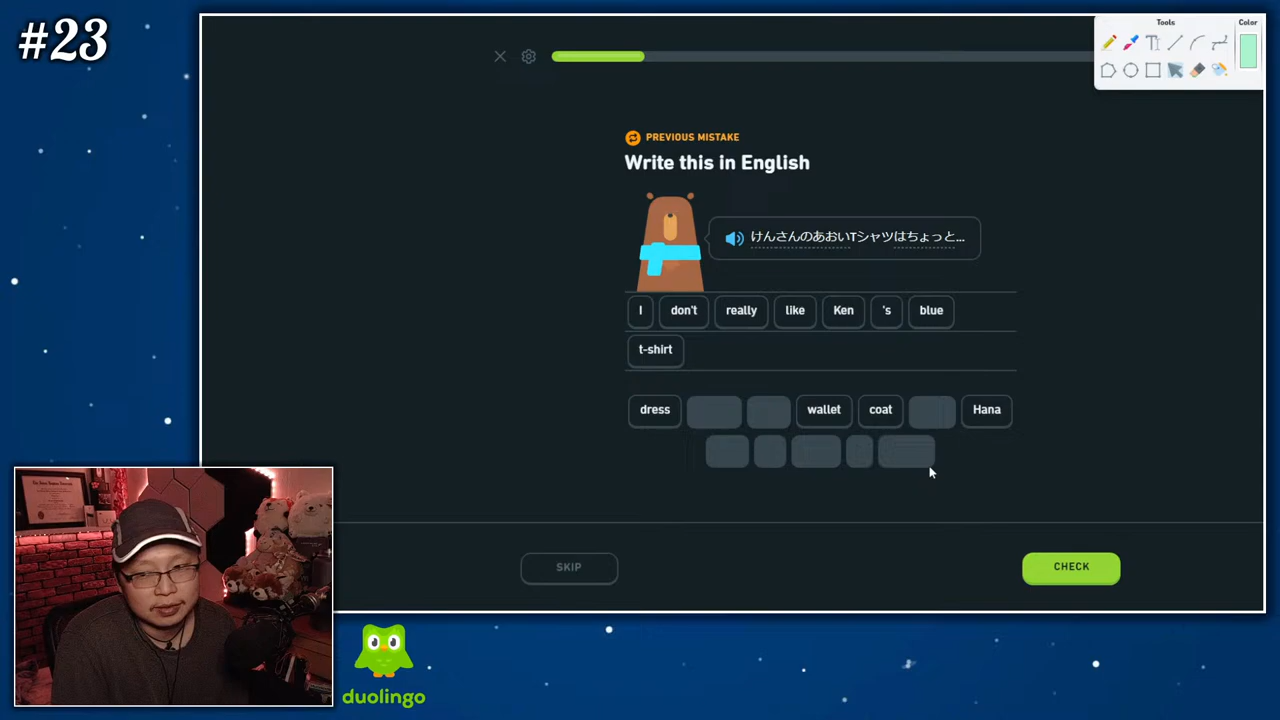 #23
Tools
Color
PREVIOUS MISTAKE
Write this in English
けんさんのあおいTシャツはちょっと...
I don't really like Ken 's blue
t-shirt
dress wallet coat Hana
SKIP
CHECK
duolingo